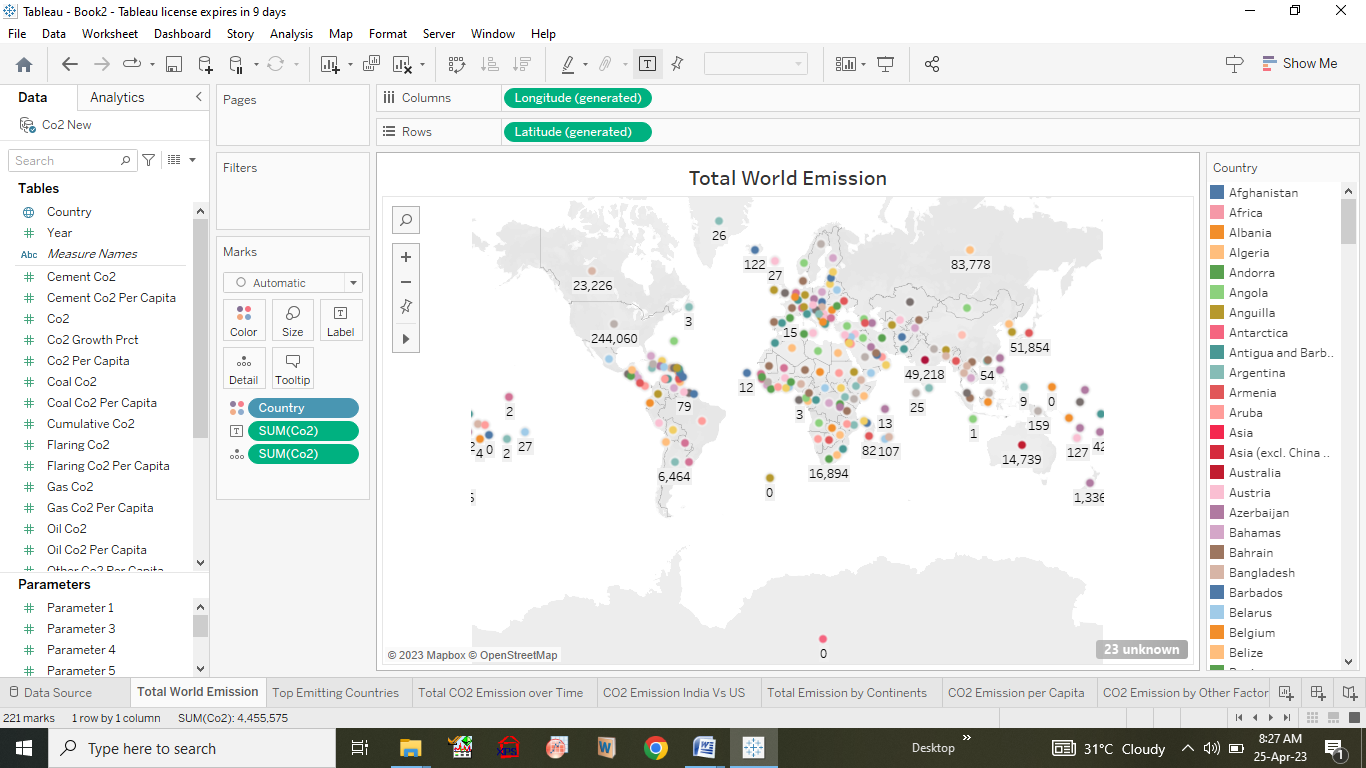 Tableau - Book2 - Tableau license expires in 9 days
File Data Worksheet Dashboard Story Analysis Map Format Server Window Help
Show Me
Data Analytics
Co2 New
Search
Tables
Country
Year
Abc Measure Names
Cement Co2
Cement Co2 Per Capita
Co2
Co2 Growth Prct
Co2 Per Capita
Coal Co2
Coal Co2 Per Capita
Cumulative Co2
Flaring Co2
Flaring Co2 Per Capita
Gas Co2
Gas Co2 Per Capita
Oil Co2
Oil Co2 Per Capita
Other Co2 Per Capita
Parameters
Parameter 1
Parameter 3
Parameter 4
Parameter 5
Pages
Filters
Marks
Automatic
Color Size Label
Detail Tooltip
Country
SUM(Co2)
SUM(Co2)
Columns Longitude (generated)
Rows Latitude (generated)
Total World Emission
26
122
27
83,778
23,226
3
15
244,060
51,854
49,218
54
12
2
79
3
25
9
0
13
159
1
4
0
2
27
82
107
127
42
14,739
6,464
16,894
0
1,336
0
© 2023 Mapbox © OpenStreetMap
23 unknown
Country
Afghanistan
Africa
Albania
Algeria
Andorra
Angola
Anguilla
Antarctica
Antigua and Barb..
Argentina
Armenia
Aruba
Asia
Asia (excl. China ..
Australia
Austria
Azerbaijan
Bahamas
Bahrain
Bangladesh
Barbados
Belarus
Belgium
Belize
Data Source Total World Emission Top Emitting Countries Total CO2 Emission over Time CO2 Emission India Vs US Total Emission by Continents CO2 Emission per Capita CO2 Emission by Other Factor
221 marks 1 row by 1 column SUM(Co2): 4,455,575
Type here to search
XPS
W
W
Desktop
»
31°C Cloudy
8:27 AM
25-Apr-23
1